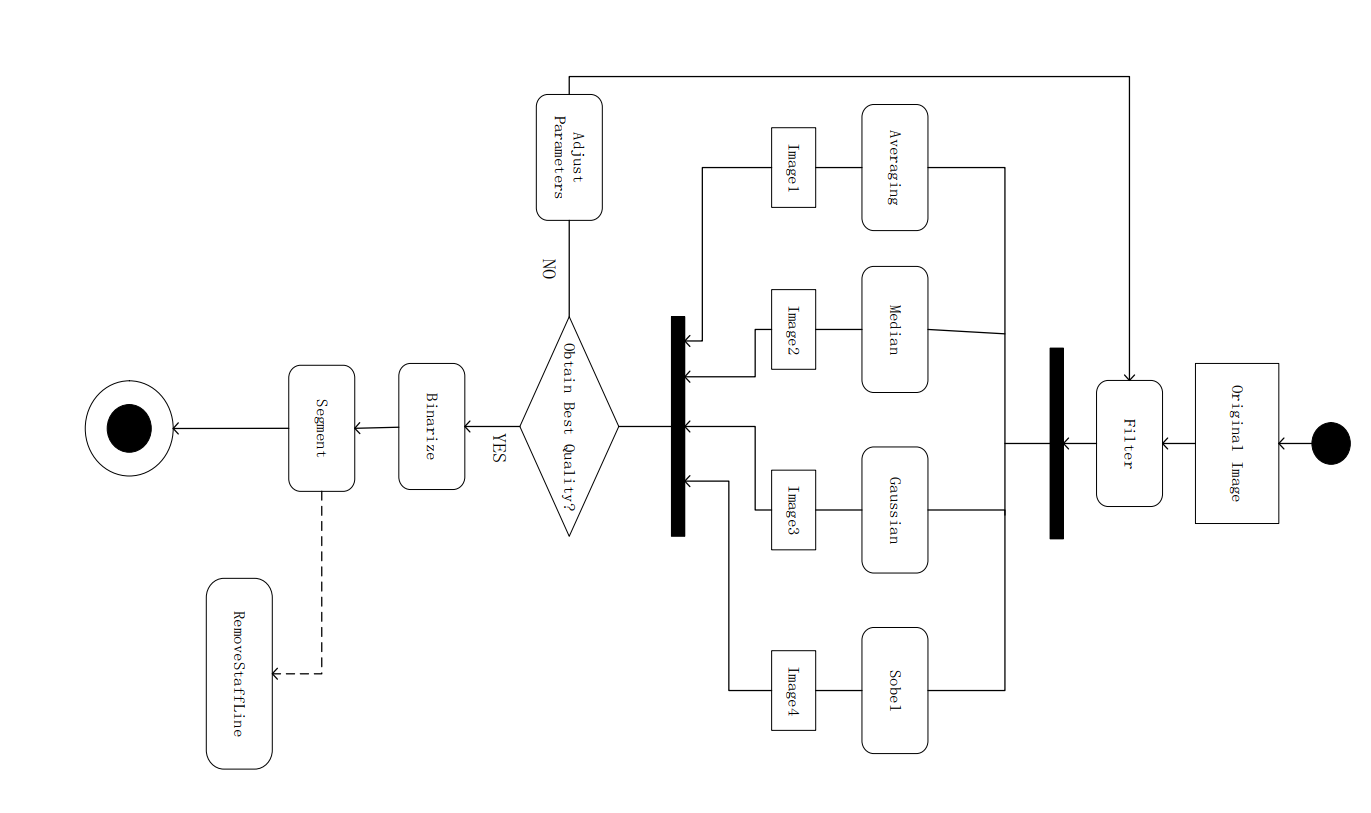 Original Image
Filter
Averaging
Median
Gaussian
Sobel
Image1
Image2
Image3
Image4
Obtain Best Quality?
NO
Adjust
Parameters
YES
Binarize
Segment
RemoveStaffLine